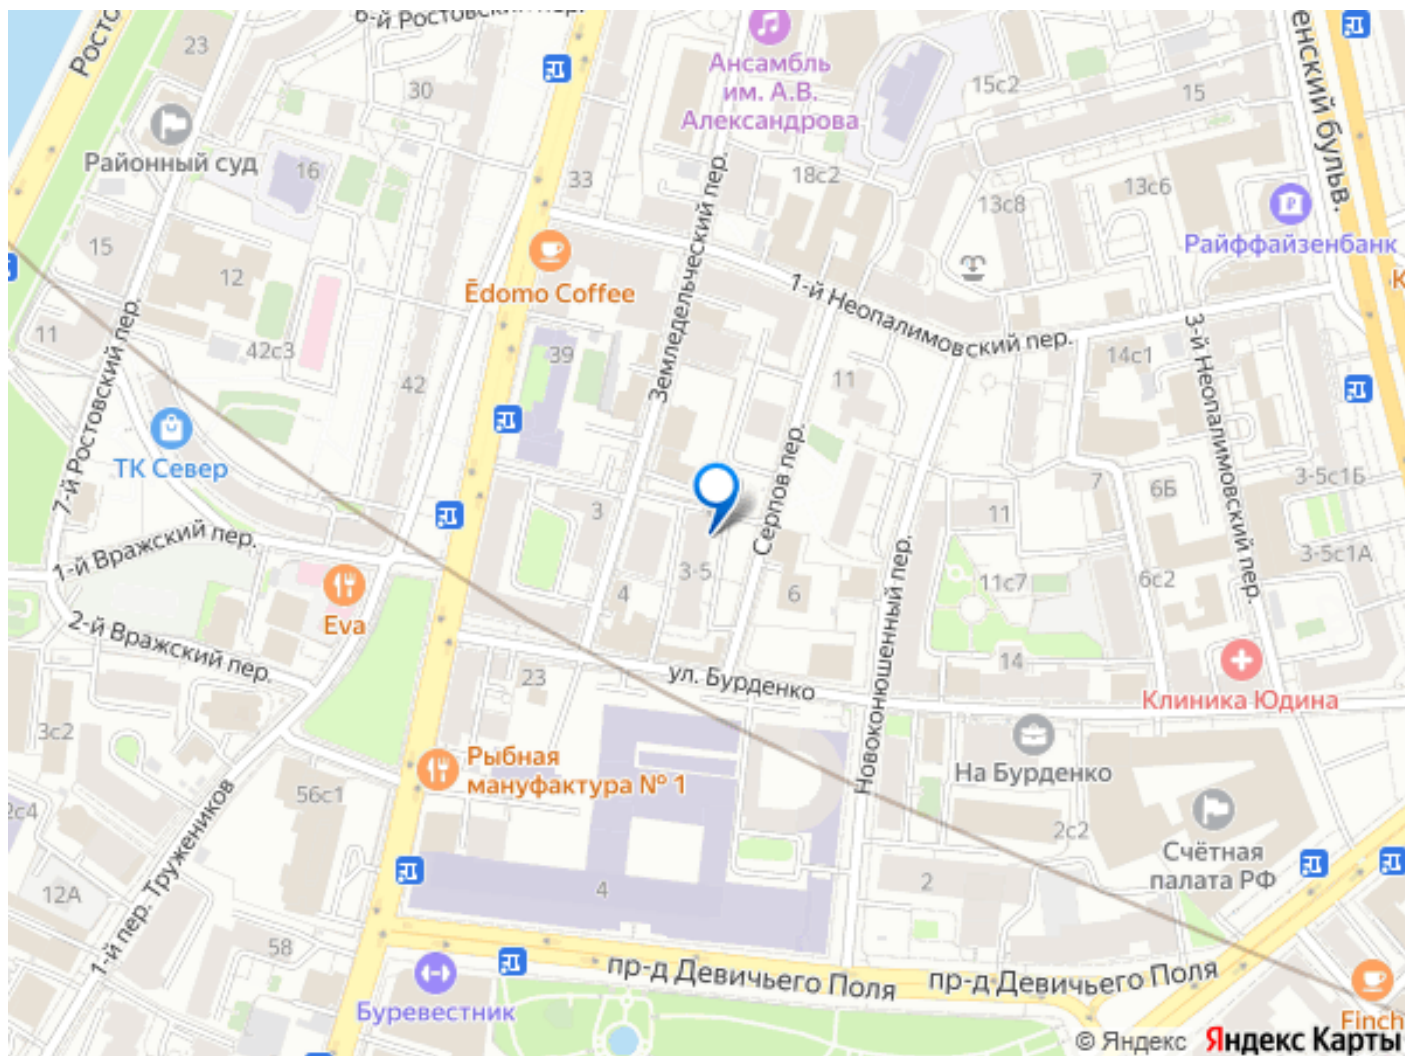 6-й Ростовский пер.
Росто
23
енский бульв.
Ансамбль
им. А.В.
Александрова
30
15с2
15
Районный суд
16
33
18с2
13с6
13с8
Райффайзенбанк
15
12
Земледельческий пер.
Ēdomo Coffee
1-й Неопалимовский пер.
К
11
42с3
39
42
11
14с1
3-й Неопалимовский пер.
7-й Ростовский пер.
ТК Север
Серпов пер.
7
6Б
3-5с1Б
3
11
1-й Вражский пер.
3-5
3-5с1А
4
6
11с7
6с2
Новоконюшенный пер.
Eva
2-й Вражский пер.
23
ул. Бурденко
14
Клиника Юдина
3с2
Рыбная
мануфактура № 1
На Бурденко
56с1
2с4
2с2
Счётная
палата РФ
1-й пер. Тружеников
12А
4
2
58
пр-д Девичьего Поля
пр-д Девичьего Поля
Буревестник
Finch
© Яндекс Яндекс Карты